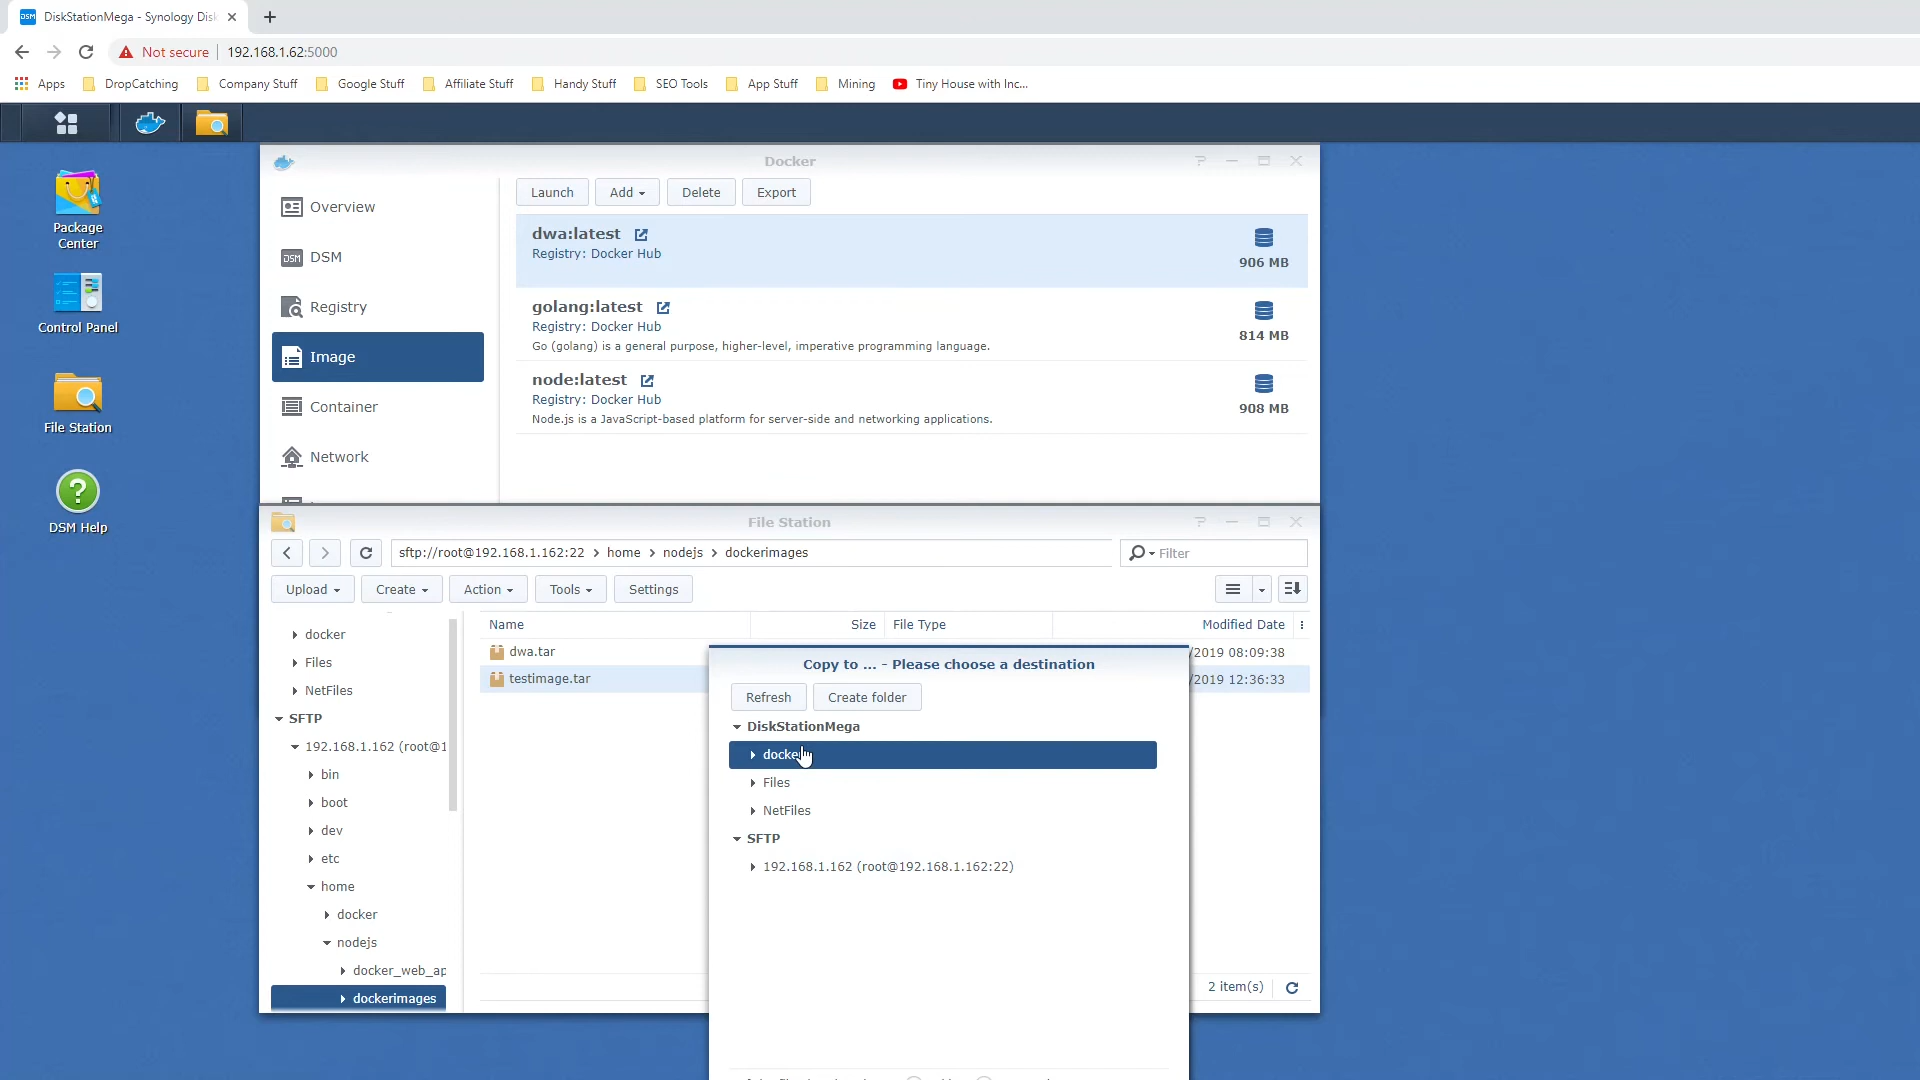 DiskStationMega - Synology Disk
Not secure
192.168.1.62:5000
Apps
DropCatching
Company Stuff
Google Stuff
Affiliate Stuff
Handy Stuff
SEO Tools
App Stuff
Mining
Tiny House with Inc...
Package
Center
Control Panel
File Station
DSM Help
Docker
Overview
DSM
Registry
Image
Container
Network
Launch
Add
Delete
Export
dwa:latest
Registry: Docker Hub
906 MB
golang:latest
Registry: Docker Hub
Go (golang) is a general purpose, higher-level, imperative programming language.
814 MB
node:latest
Registry: Docker Hub
Node.js is a JavaScript-based platform for server-side and networking applications.
908 MB
File Station
sftp://root@192.168.1.162:22 > home > nodejs > dockerimages
Filter
Upload
Create
Action
Tools
Settings
docker
Files
NetFiles
SFTP
192.168.1.162 (root@1
bin
boot
dev
etc
home
docker
nodejs
docker_web_ap
dockerimages
Name
Size
File Type
Modified Date
dwa.tar
/2019 08:09:38
testimage.tar
/2019 12:36:33
2 item(s)
Copy to ... - Please choose a destination
Refresh
Create folder
DiskStationMega
docker
Files
NetFiles
SFTP
192.168.1.162 (root@192.168.1.162:22)